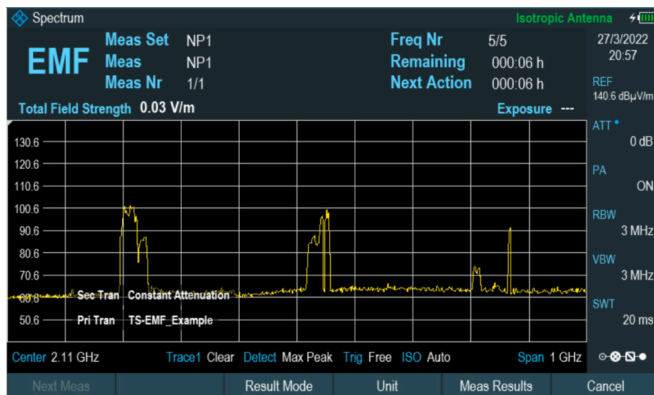 Spectrum Isotropic Antenna
EMF
Meas Set NP1 Freq Nr 5/5 27/3/2022
Meas NP1 Remaining 000:06 h 20:57
Meas Nr 1/1 Next Action 000:06 h
REF
140.6 dBµV/m
Total Field Strength 0.03 V/m Exposure ---
ATT
0 dB
130.6
120.6
PA
ON
110.6
100.6
RBW
3 MHz
90.6
80.6
VBW
3 MHz
70.6
60.6 Sec Tran Constant Attenuation
SWT
20 ms
50.6 Pri Tran TS-EMF_Example
Center 2.11 GHz Trace1 Clear Detect Max Peak Trig Free ISO Auto Span 1 GHz
Next Meas Result Mode Unit Meas Results Cancel